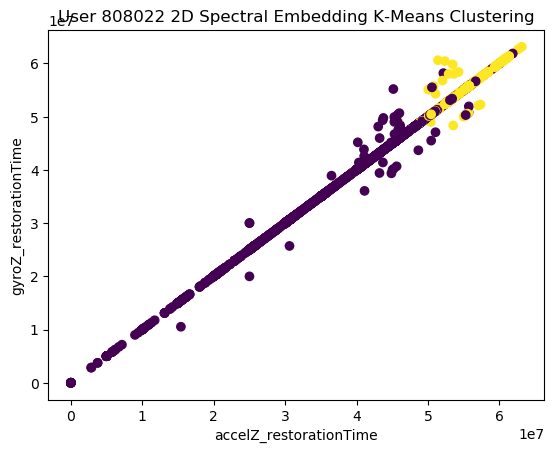 User 808022 2D Spectral Embedding K-Means Clustering
1e7
6
5
4
3
2
1
0
gyroZ_restorationTime
0 1 2 3 4 5 6
1e7
accelZ_restorationTime